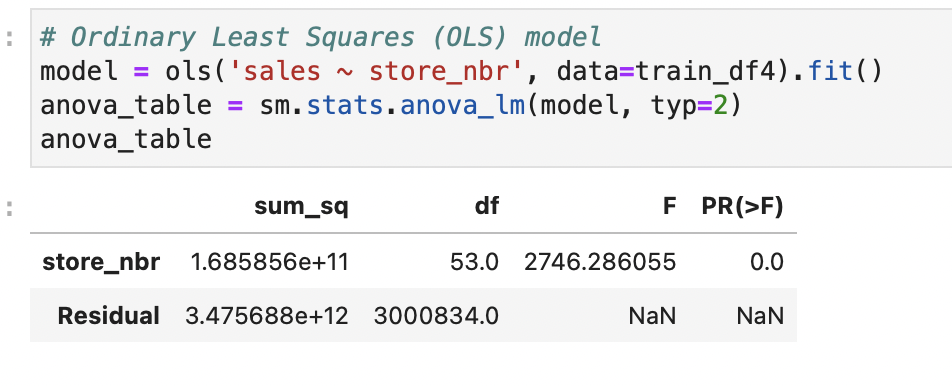 :
# Ordinary Least Squares (OLS) model
model = ols('sales ~ store_nbr', data=train_df4).fit()
anova_table = sm.stats.anova_lm(model, typ=2)
anova_table
:
sum_sq df F PR(>F)
store_nbr 1.685856e+11 53.0 2746.286055 0.0
Residual 3.475688e+12 3000834.0 NaN NaN